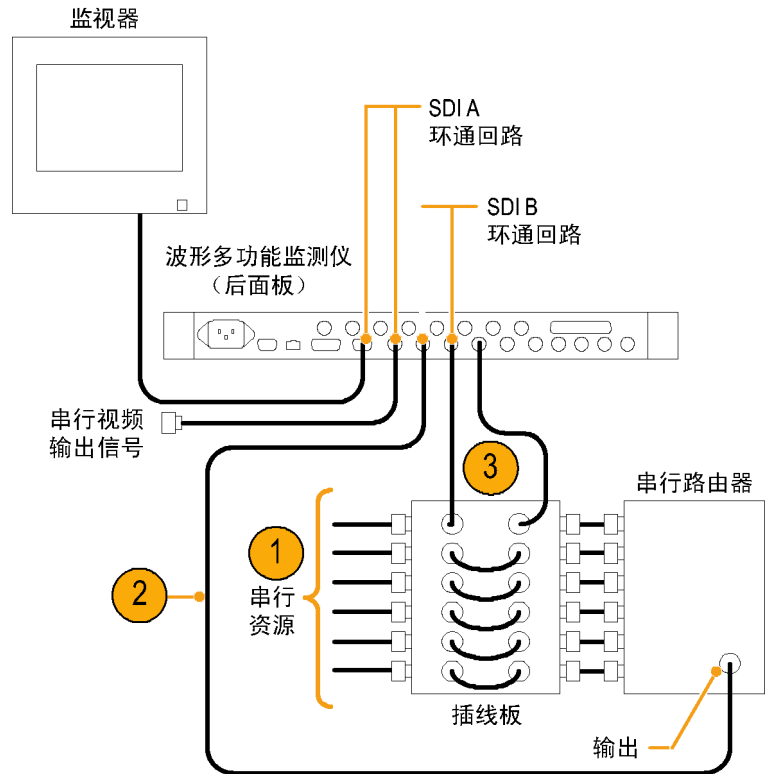 监视器
SDI A
环通回路
SDI B
环通回路
波形多功能监测仪
（后面板）
串行视频
输出信号
3
串行路由器
1
串行
资源
2
插线板
输出